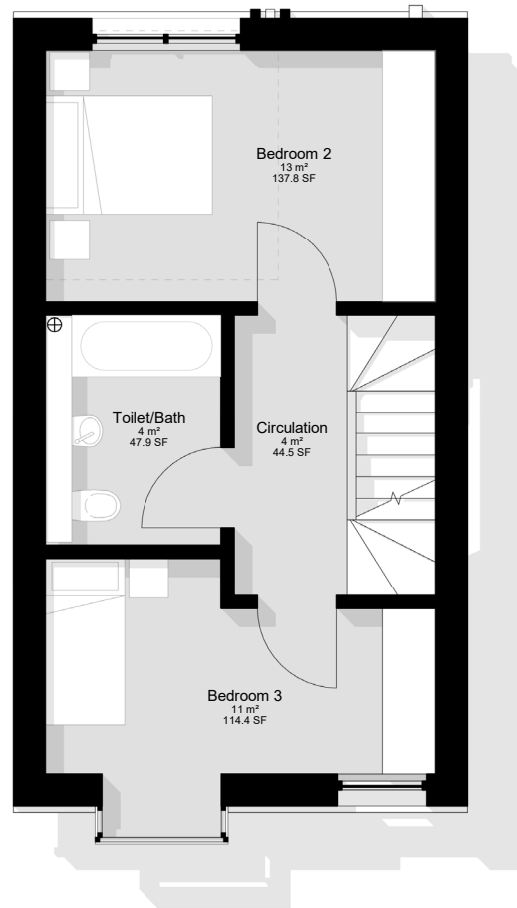 Bedroom 2
13 m²
137.8 SF
Toilet/Bath
4 m²
47.9 SF
Circulation
4 m²
44.5 SF
Bedroom 3
11 m²
114.4 SF